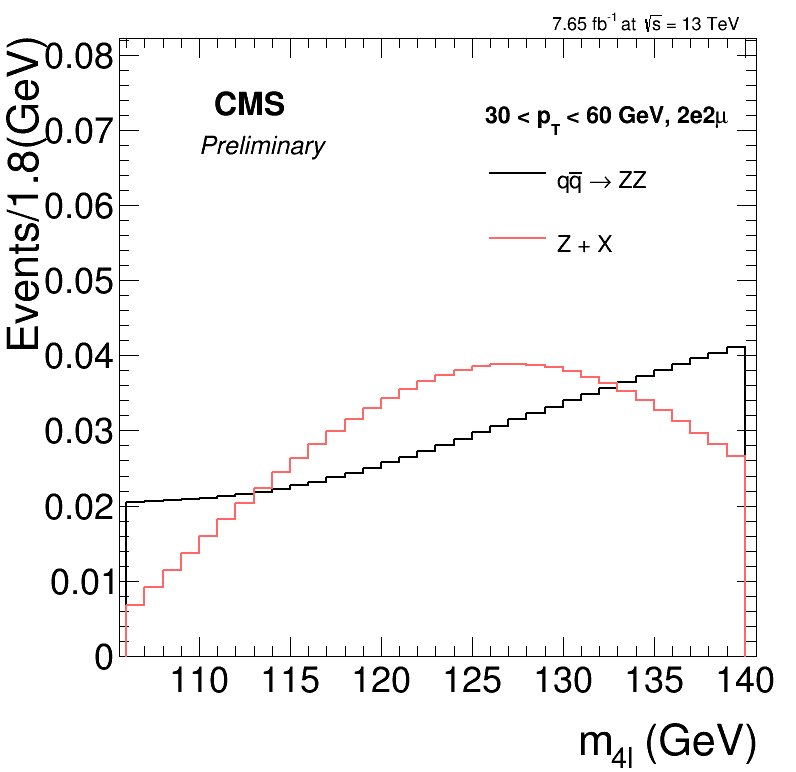 7.65 fb⁻¹ at √s = 13 TeV
CMS
Preliminary
30 < p_T < 60 GeV, 2e2μ
qq̅ → ZZ
Z + X
Events/1.8(GeV)
0.08
0.07
0.06
0.05
0.04
0.03
0.02
0.01
0
110 115 120 125 130 135 140
m_4l (GeV)